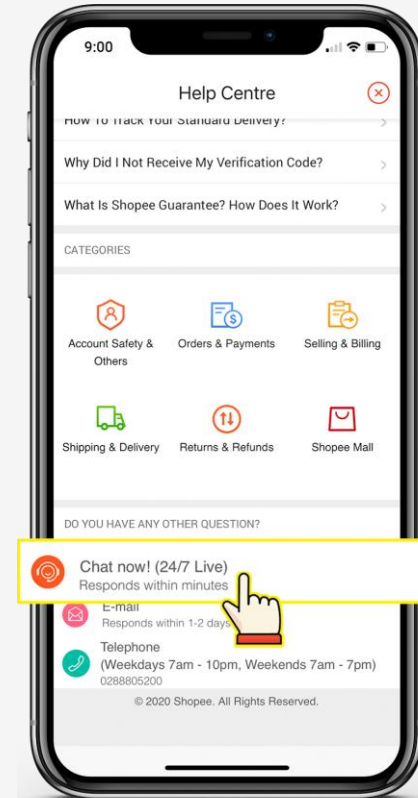 9:00
Help Centre
How To Track Your Standard Delivery?
Why Did I Not Receive My Verification Code?
What Is Shopee Guarantee? How Does It Work?
CATEGORIES
Account Safety & Others
Orders & Payments
Selling & Billing
Shipping & Delivery
Returns & Refunds
Shopee Mall
DO YOU HAVE ANY OTHER QUESTION?
Chat now! (24/7 Live)
Responds within minutes
E-mail
Responds within 1-2 days
Telephone
(Weekdays 7am - 10pm, Weekends 7am - 7pm)
0288805200
© 2020 Shopee. All Rights Reserved.